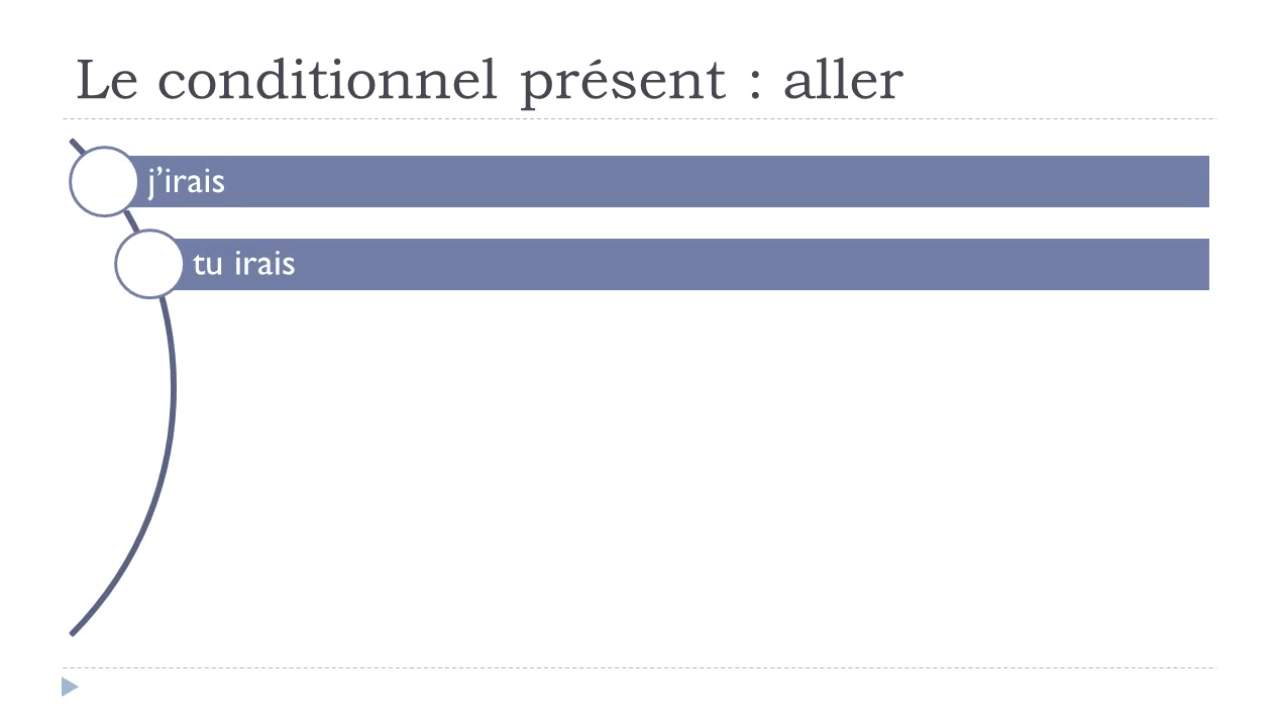 Le conditionnel présent : aller
j’irais
tu irais